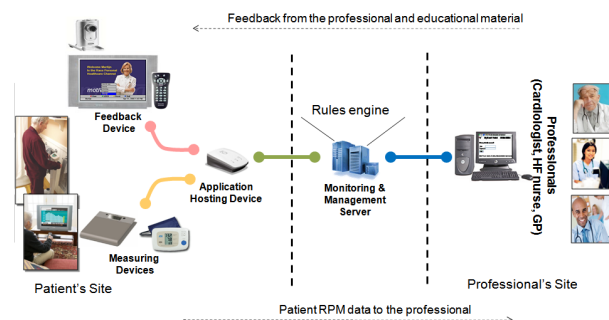 Feedback from the professional and educational material
Rules engine
Feedback
Device
Application
Hosting Device
Monitoring &
Management
Server
Professionals
(Cardiologist, HF nurse, GP)
Measuring
Devices
Patient's Site
Professional's Site
Patient RPM data to the professional